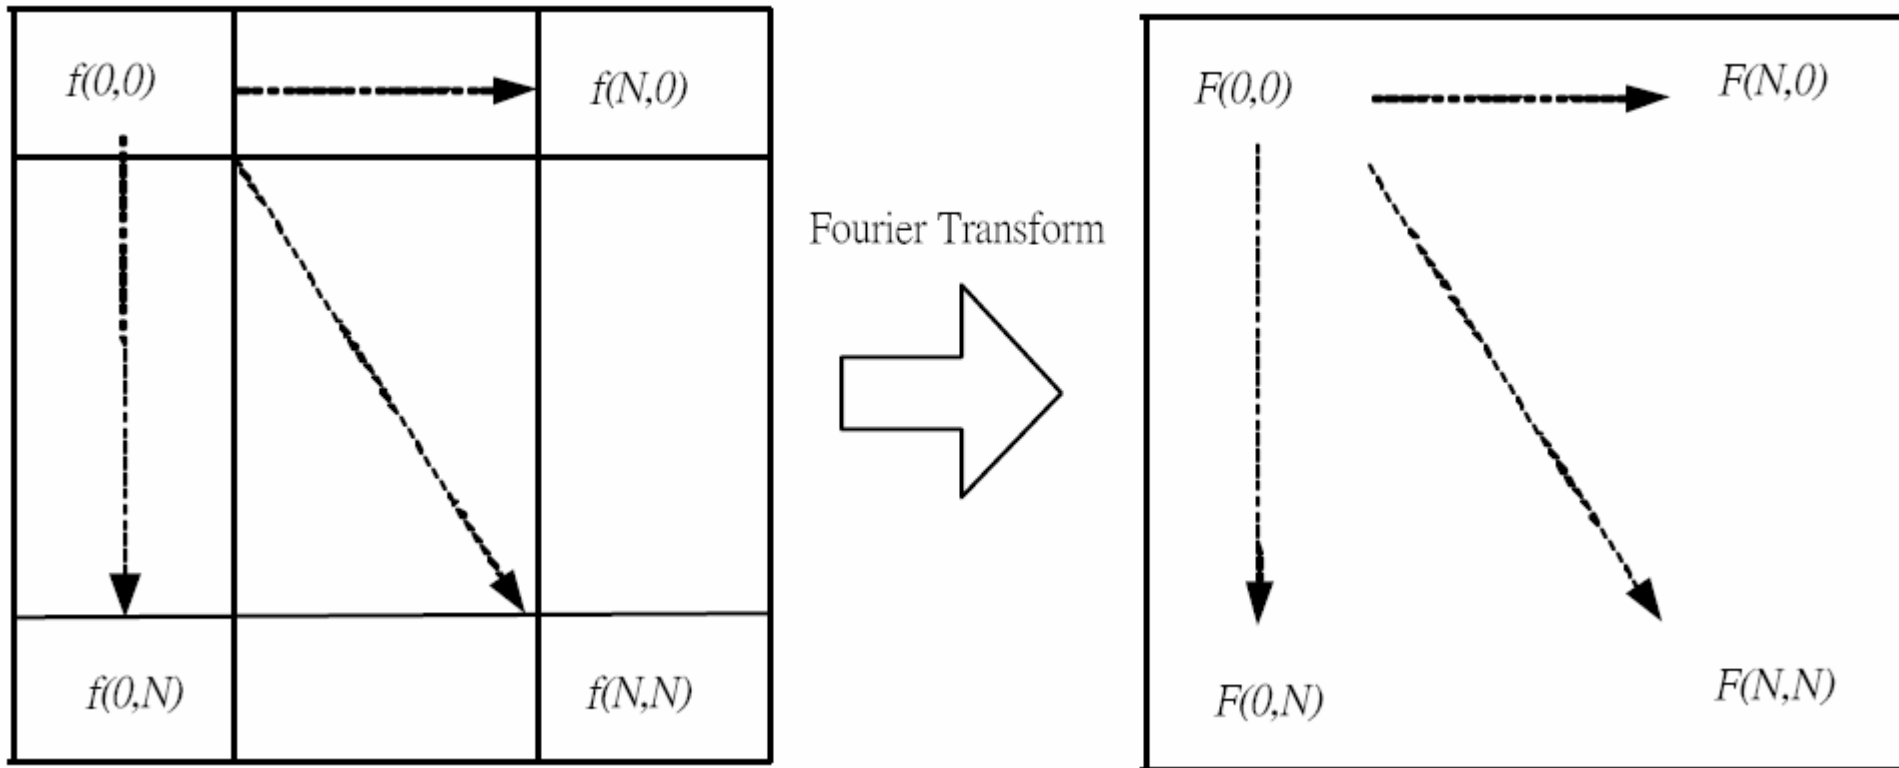 f(0,0)
f(N,0)
f(0,N)
f(N,N)
Fourier Transform
F(0,0)
F(N,0)
F(0,N)
F(N,N)